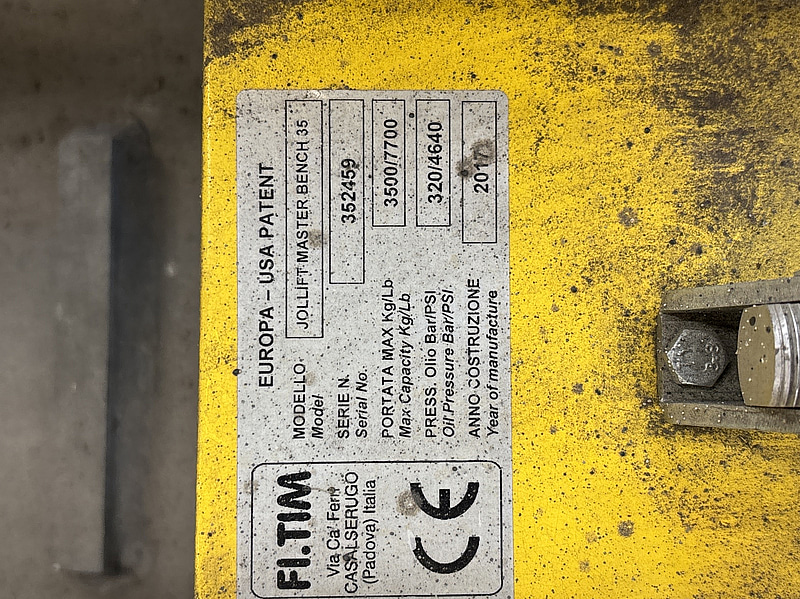 EUROPA - USA PATENT
MODELLO JOLLIFT MASTER BENCH 35
Model
SERIE N. 352459
Serial No.
PORTATA MAX Kg/Lb 3500/7700
Max Capacity Kg/Lb
PRESS. Olio Bar/PSI 320/4640
Oil Pressure Bar/PSI.
ANNO COSTRUZIONE 2017
Year of manufacture
FI.TIM
Via Ca' Ferri
CASALSERUGO
(Padova) Italia
CE